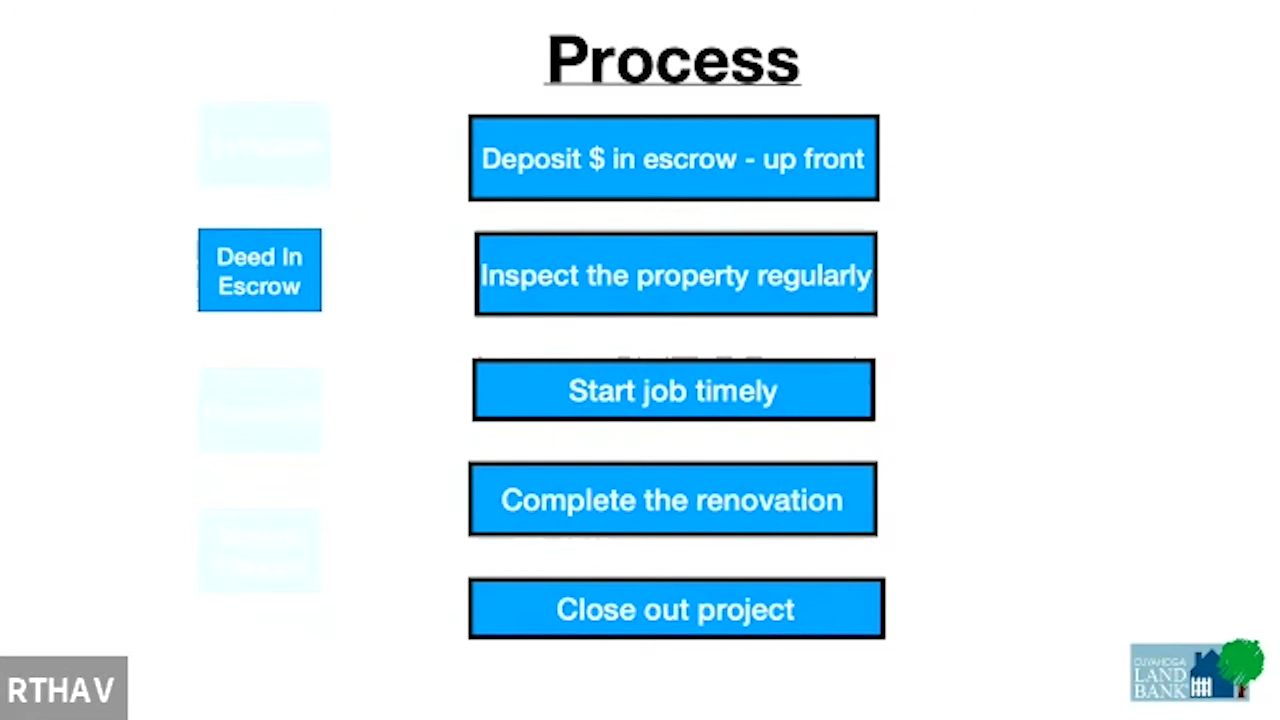 Process
Deposit $ in escrow - up front
Deed In
Escrow
Inspect the property regularly
Start job timely
Complete the renovation
Close out project
RTHAV
CUYAHOGA
LAND
BANK